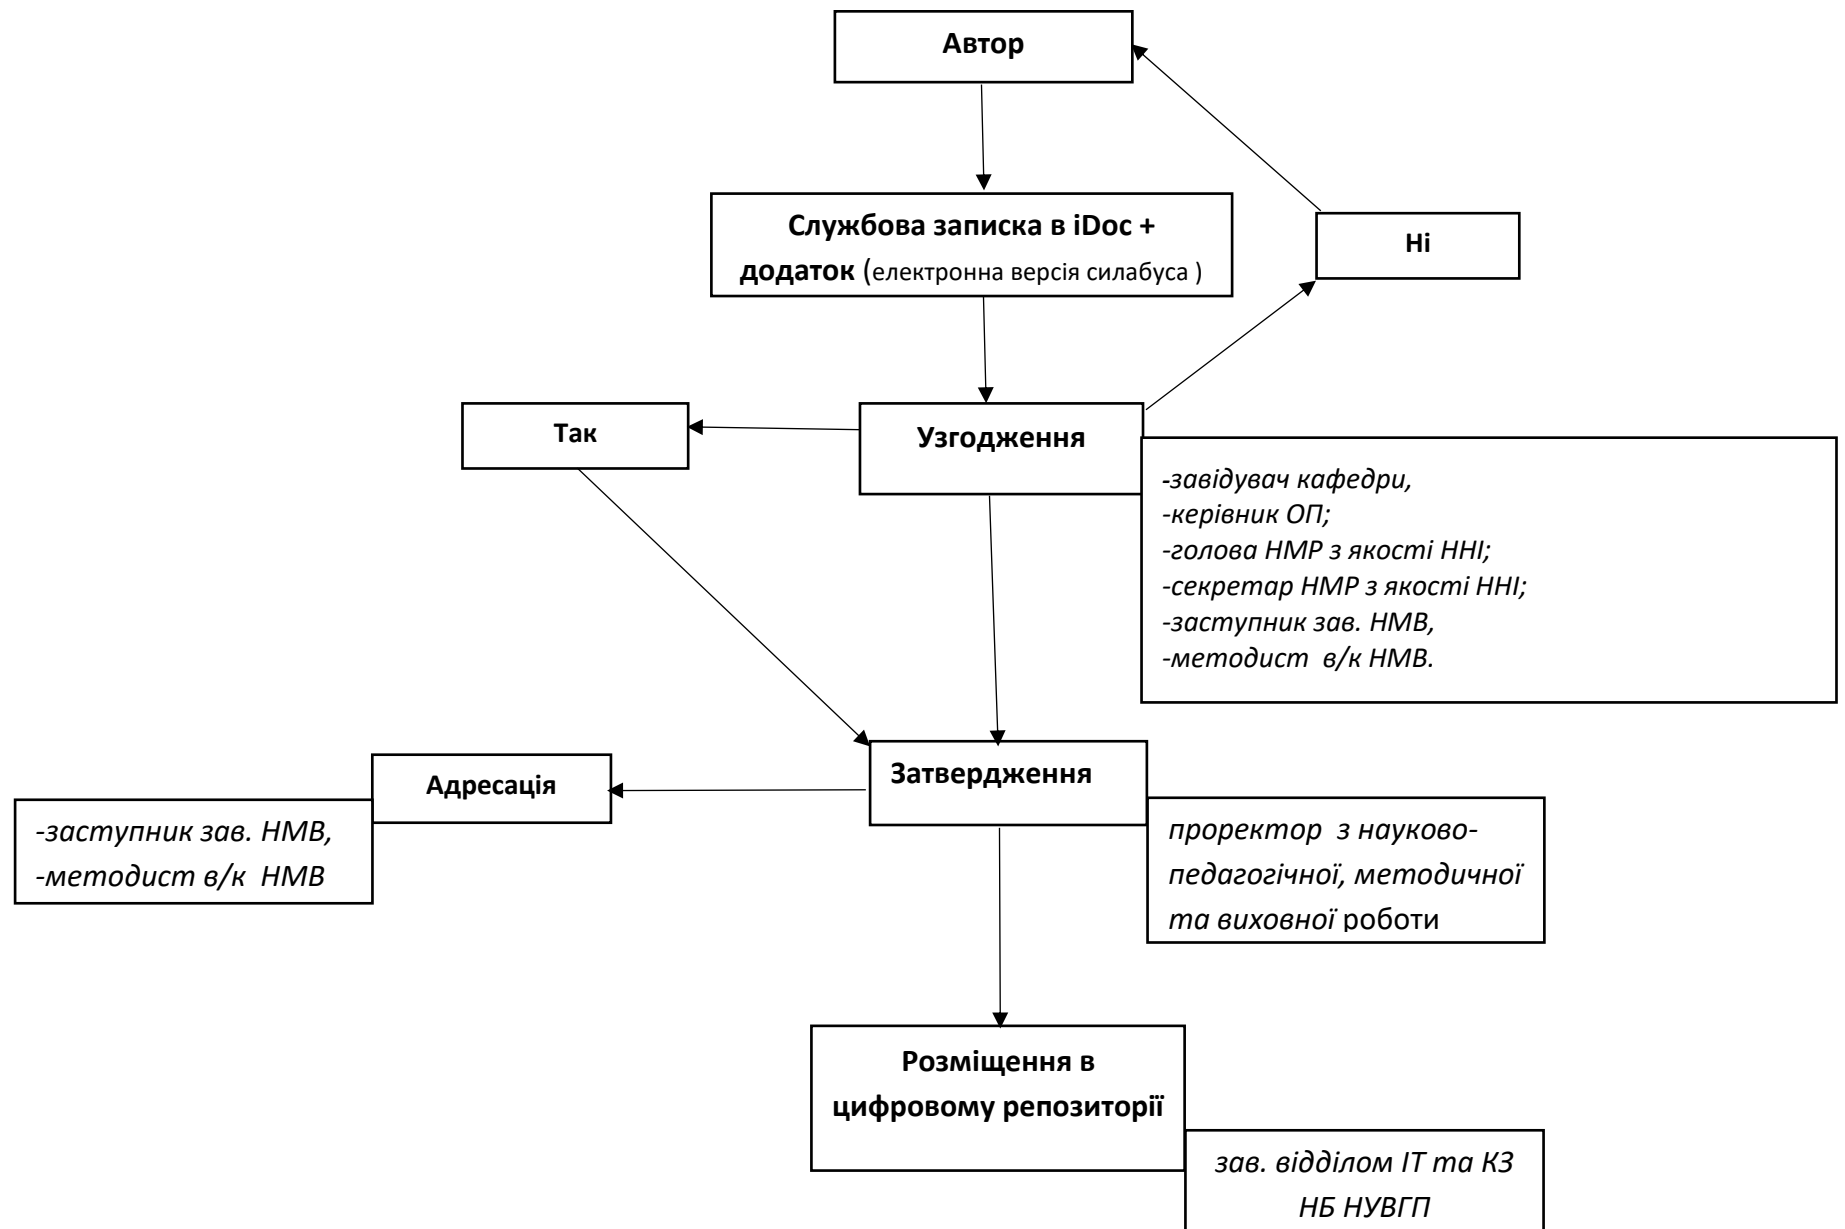 Автор
Службова записка в iDoc +
додаток (електронна версія силабуса )
Ні
Так
Узгодження
-завідувач кафедри,
-керівник ОП;
-голова НМР з якості ННІ;
-секретар НМР з якості ННІ;
-заступник зав. НМВ,
-методист в/к НМВ.
Адресація
-заступник зав. НМВ,
-методист в/к НМВ
Затвердження
проректор з науково-
педагогічної, методичної
та виховної роботи
Розміщення в
цифровому репозиторії
зав. відділом ІТ та КЗ
НБ НУВГП